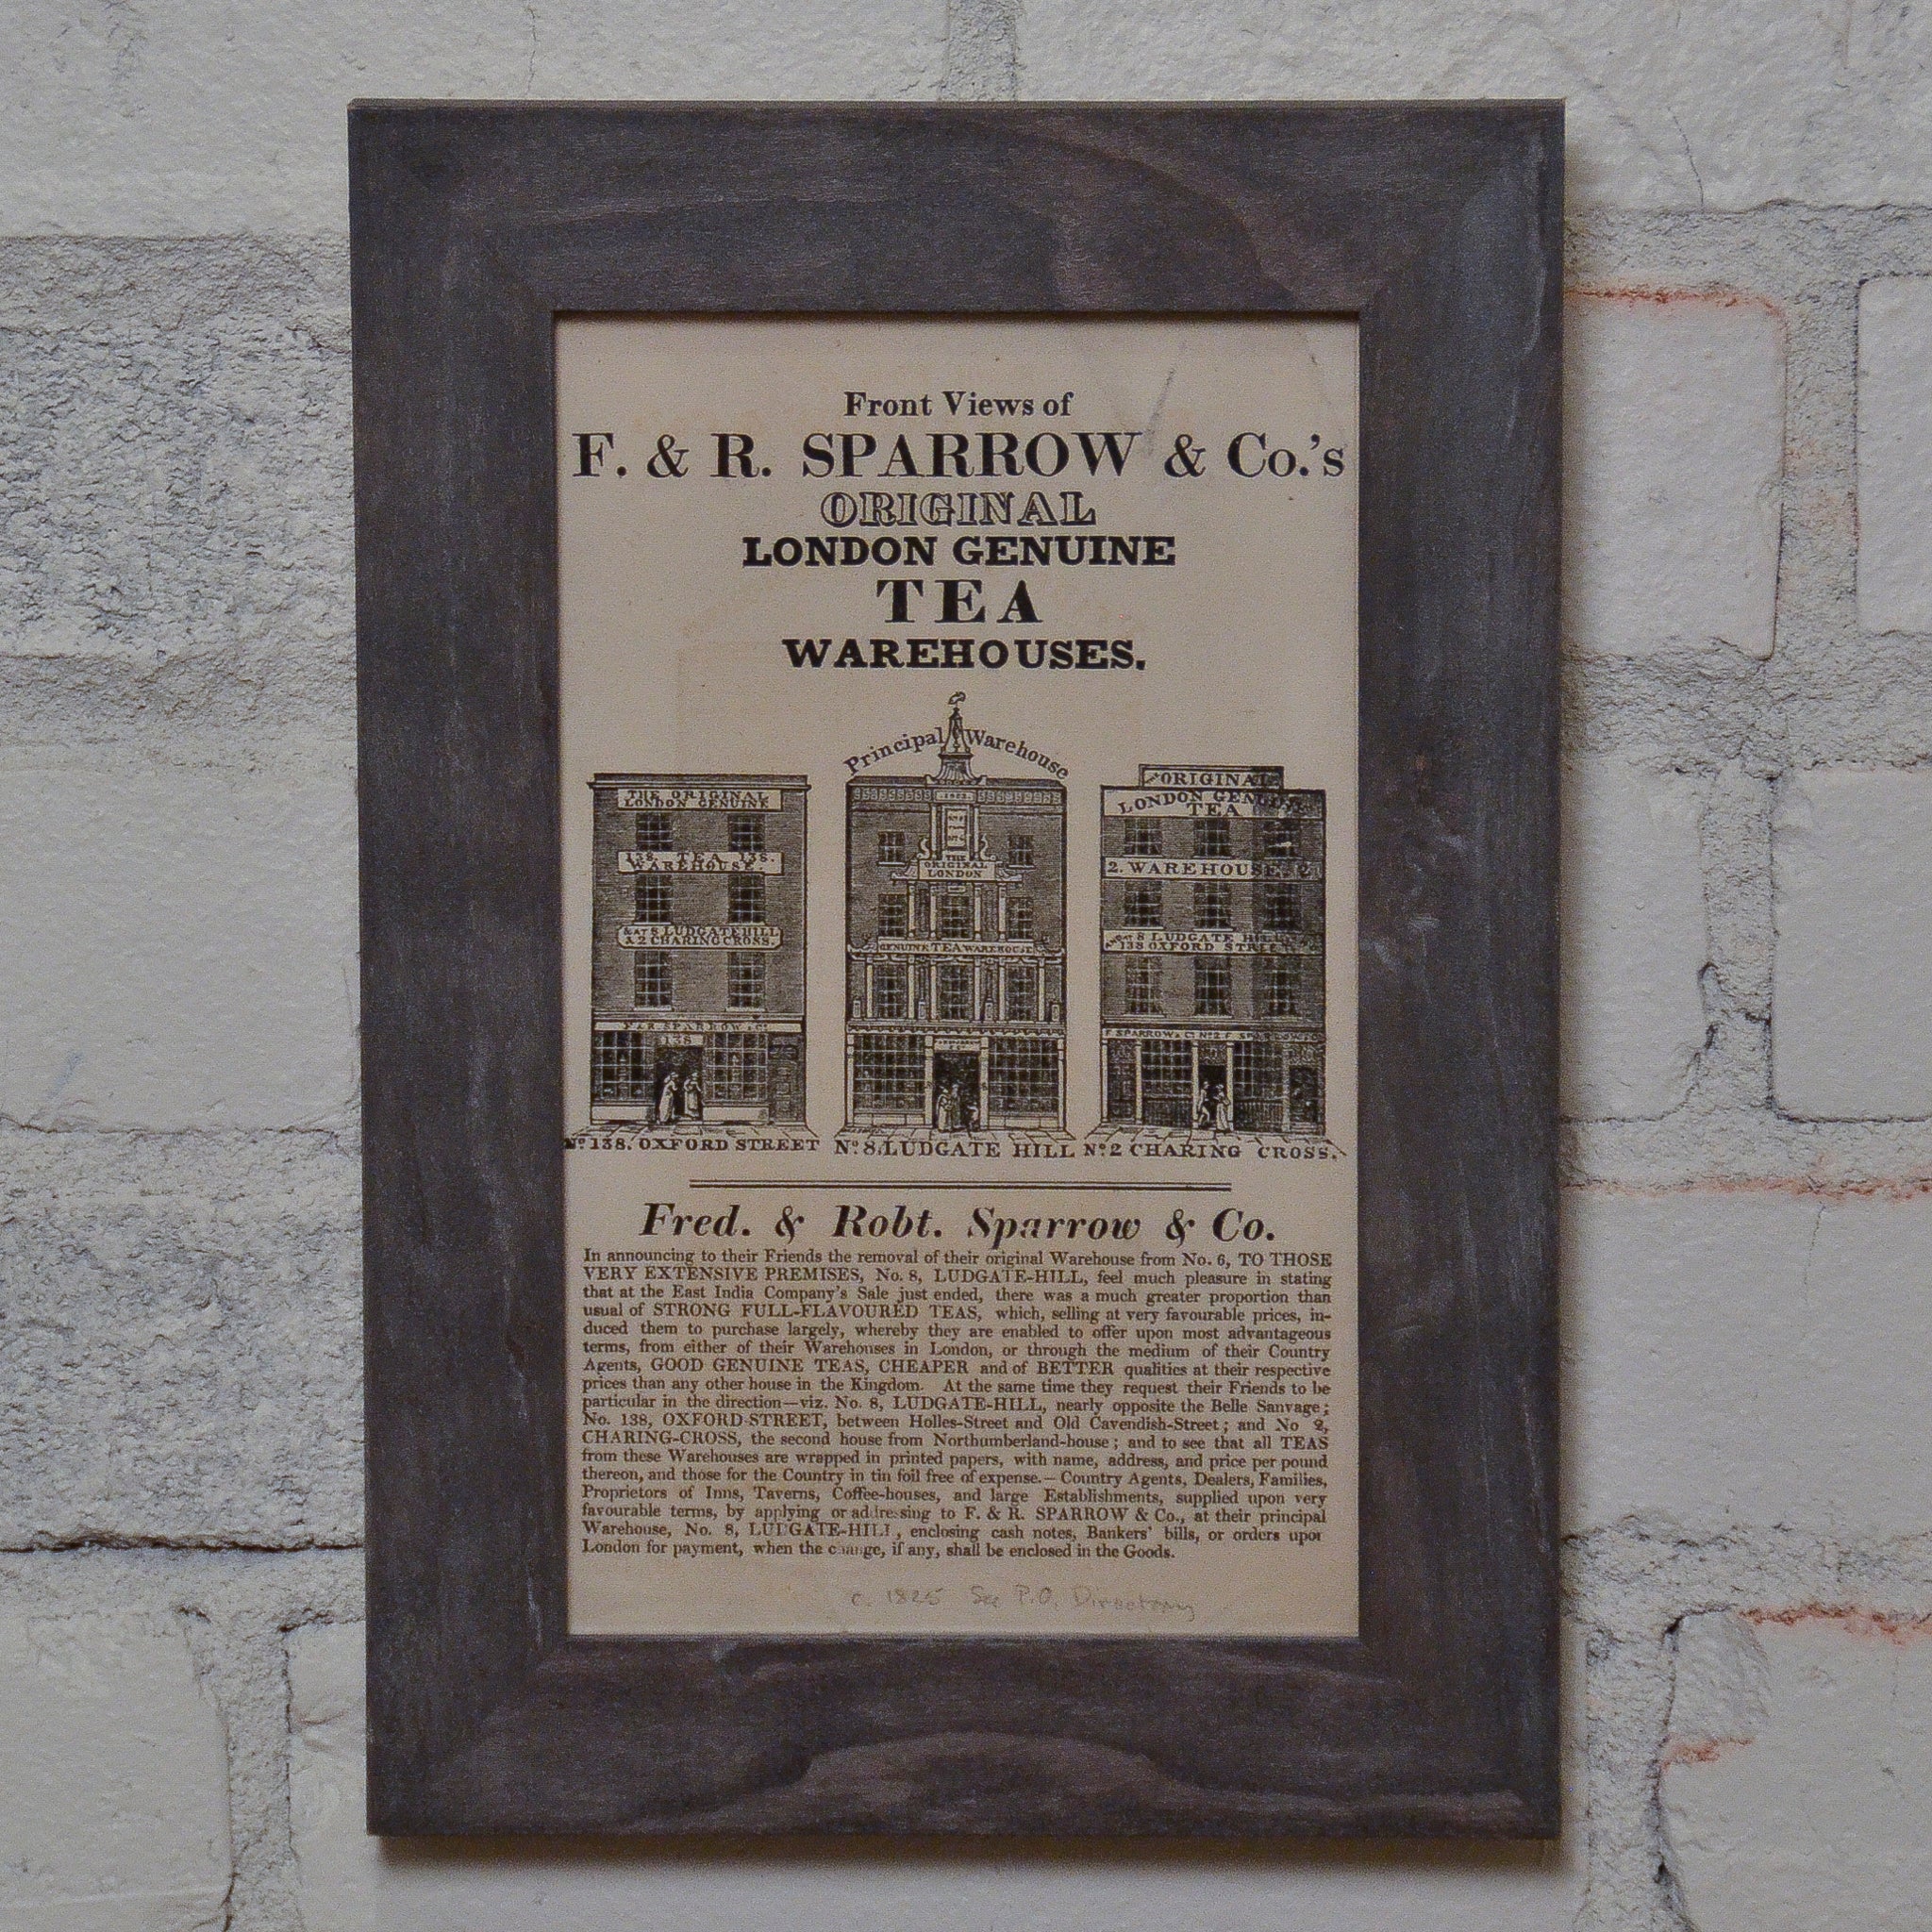 Front Views of
F. & R. SPARROW & Co.'s
ORIGINAL
LONDON GENUINE
TEA
WAREHOUSES.
Principal Warehouse
THE ORIGINAL
LONDON GENUINE
138. TEA 138.
WAREHOUSE.
& AT 8 LUDGATE HILL
& 2 CHARING CROSS.
F & R. SPARROW & Co.
138
THE
ORIGINAL
LONDON
GENUINE TEA WAREHOUSE
ORIGINAL
LONDON GENUINE
TEA
2. WAREHOUSE. 2
8 LUDGATE HILL
138 OXFORD STREET
F SPARROW & Co No 2 F SPARROW & Co
No. 138. OXFORD STREET
No. 8. LUDGATE HILL
No. 2 CHARING CROSS.
Fred. & Robt. Sparrow & Co.
In announcing to their Friends the removal of their original Warehouse from No. 6, TO THOSE
VERY EXTENSIVE PREMISES, No. 8, LUDGATE-HILL, feel much pleasure in stating
that at the East India Company's Sale just ended, there was a much greater proportion than
usual of STRONG FULL-FLAVOURED TEAS, which, selling at very favourable prices, in-
duced them to purchase largely, whereby they are enabled to offer upon most advantageous
terms, from either of their Warehouses in London, or through the medium of their Country
Agents, GOOD GENUINE TEAS, CHEAPER and of BETTER qualities at their respective
prices than any other house in the Kingdom. At the same time they request their Friends to be
particular in the direction—viz. No. 8, LUDGATE-HILL, nearly opposite the Belle Sauvage;
No. 138, OXFORD-STREET, between Holles-Street and Old Cavendish-Street; and No 2,
CHARING-CROSS, the second house from Northumberland-house; and to see that all TEAS
from these Warehouses are wrapped in printed papers, with name, address, and price per pound
thereon, and those for the Country in tin foil free of expense.—Country Agents, Dealers, Families,
Proprietors of Inns, Taverns, Coffee-houses, and large Establishments, supplied upon very
favourable terms, by applying or addressing to F. & R. SPARROW & Co., at their principal
Warehouse, No. 8, LUDGATE-HILL, enclosing cash notes, Bankers' bills, or orders upon
London for payment, when the change, if any, shall be enclosed in the Goods.
c. 1825 See P.O. Directory